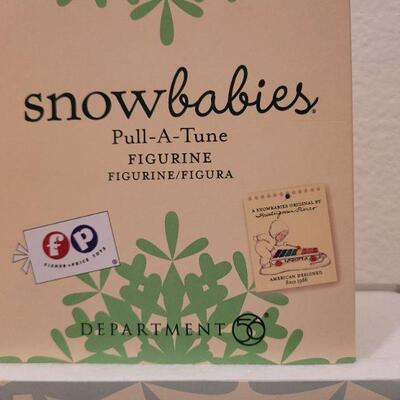 snowbabies®
Pull-A-Tune
FIGURINE
FIGURINE/FIGURA
fp
FISHER-PRICE TOYS
A SNOWBABIES ORIGINAL BY
AMERICAN DESIGNED
Since 1986
DEPARTMENT 56®